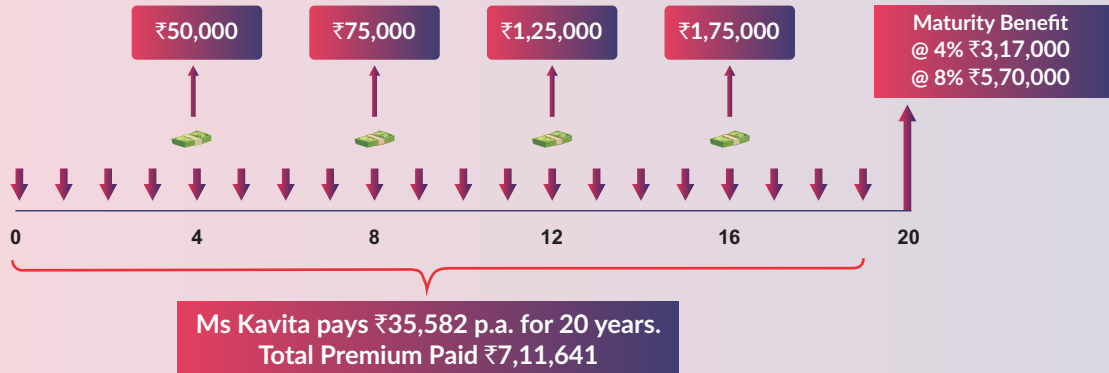 ₹50,000
₹75,000
₹1,25,000
₹1,75,000
Maturity Benefit
@ 4% ₹3,17,000
@ 8% ₹5,70,000
0 4 8 12 16 20
Ms Kavita pays ₹35,582 p.a. for 20 years.
Total Premium Paid ₹7,11,641